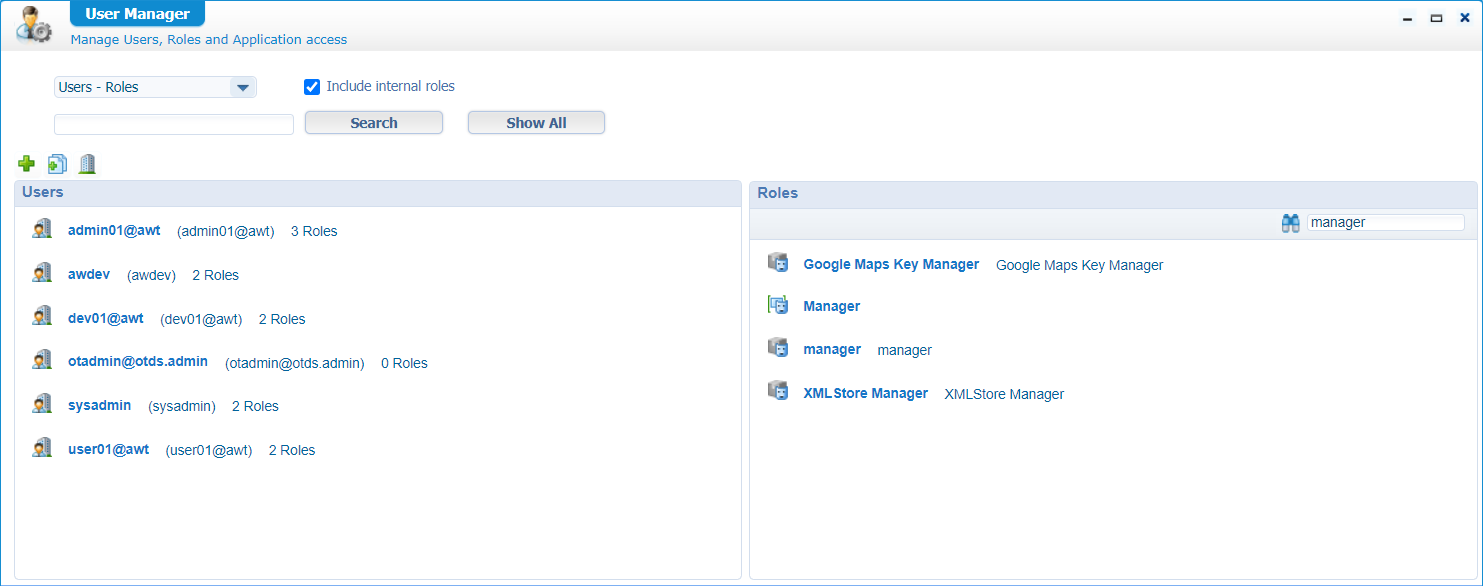 User Manager
Manage Users, Roles and Application access
Users - Roles
Include internal roles
Search
Show All
Users
admin01@awt (admin01@awt) 3 Roles
awdev (awdev) 2 Roles
dev01@awt (dev01@awt) 2 Roles
otadmin@otds.admin (otadmin@otds.admin) 0 Roles
sysadmin (sysadmin) 2 Roles
user01@awt (user01@awt) 2 Roles
Roles
manager
Google Maps Key Manager Google Maps Key Manager
Manager
manager manager
XMLStore Manager XMLStore Manager